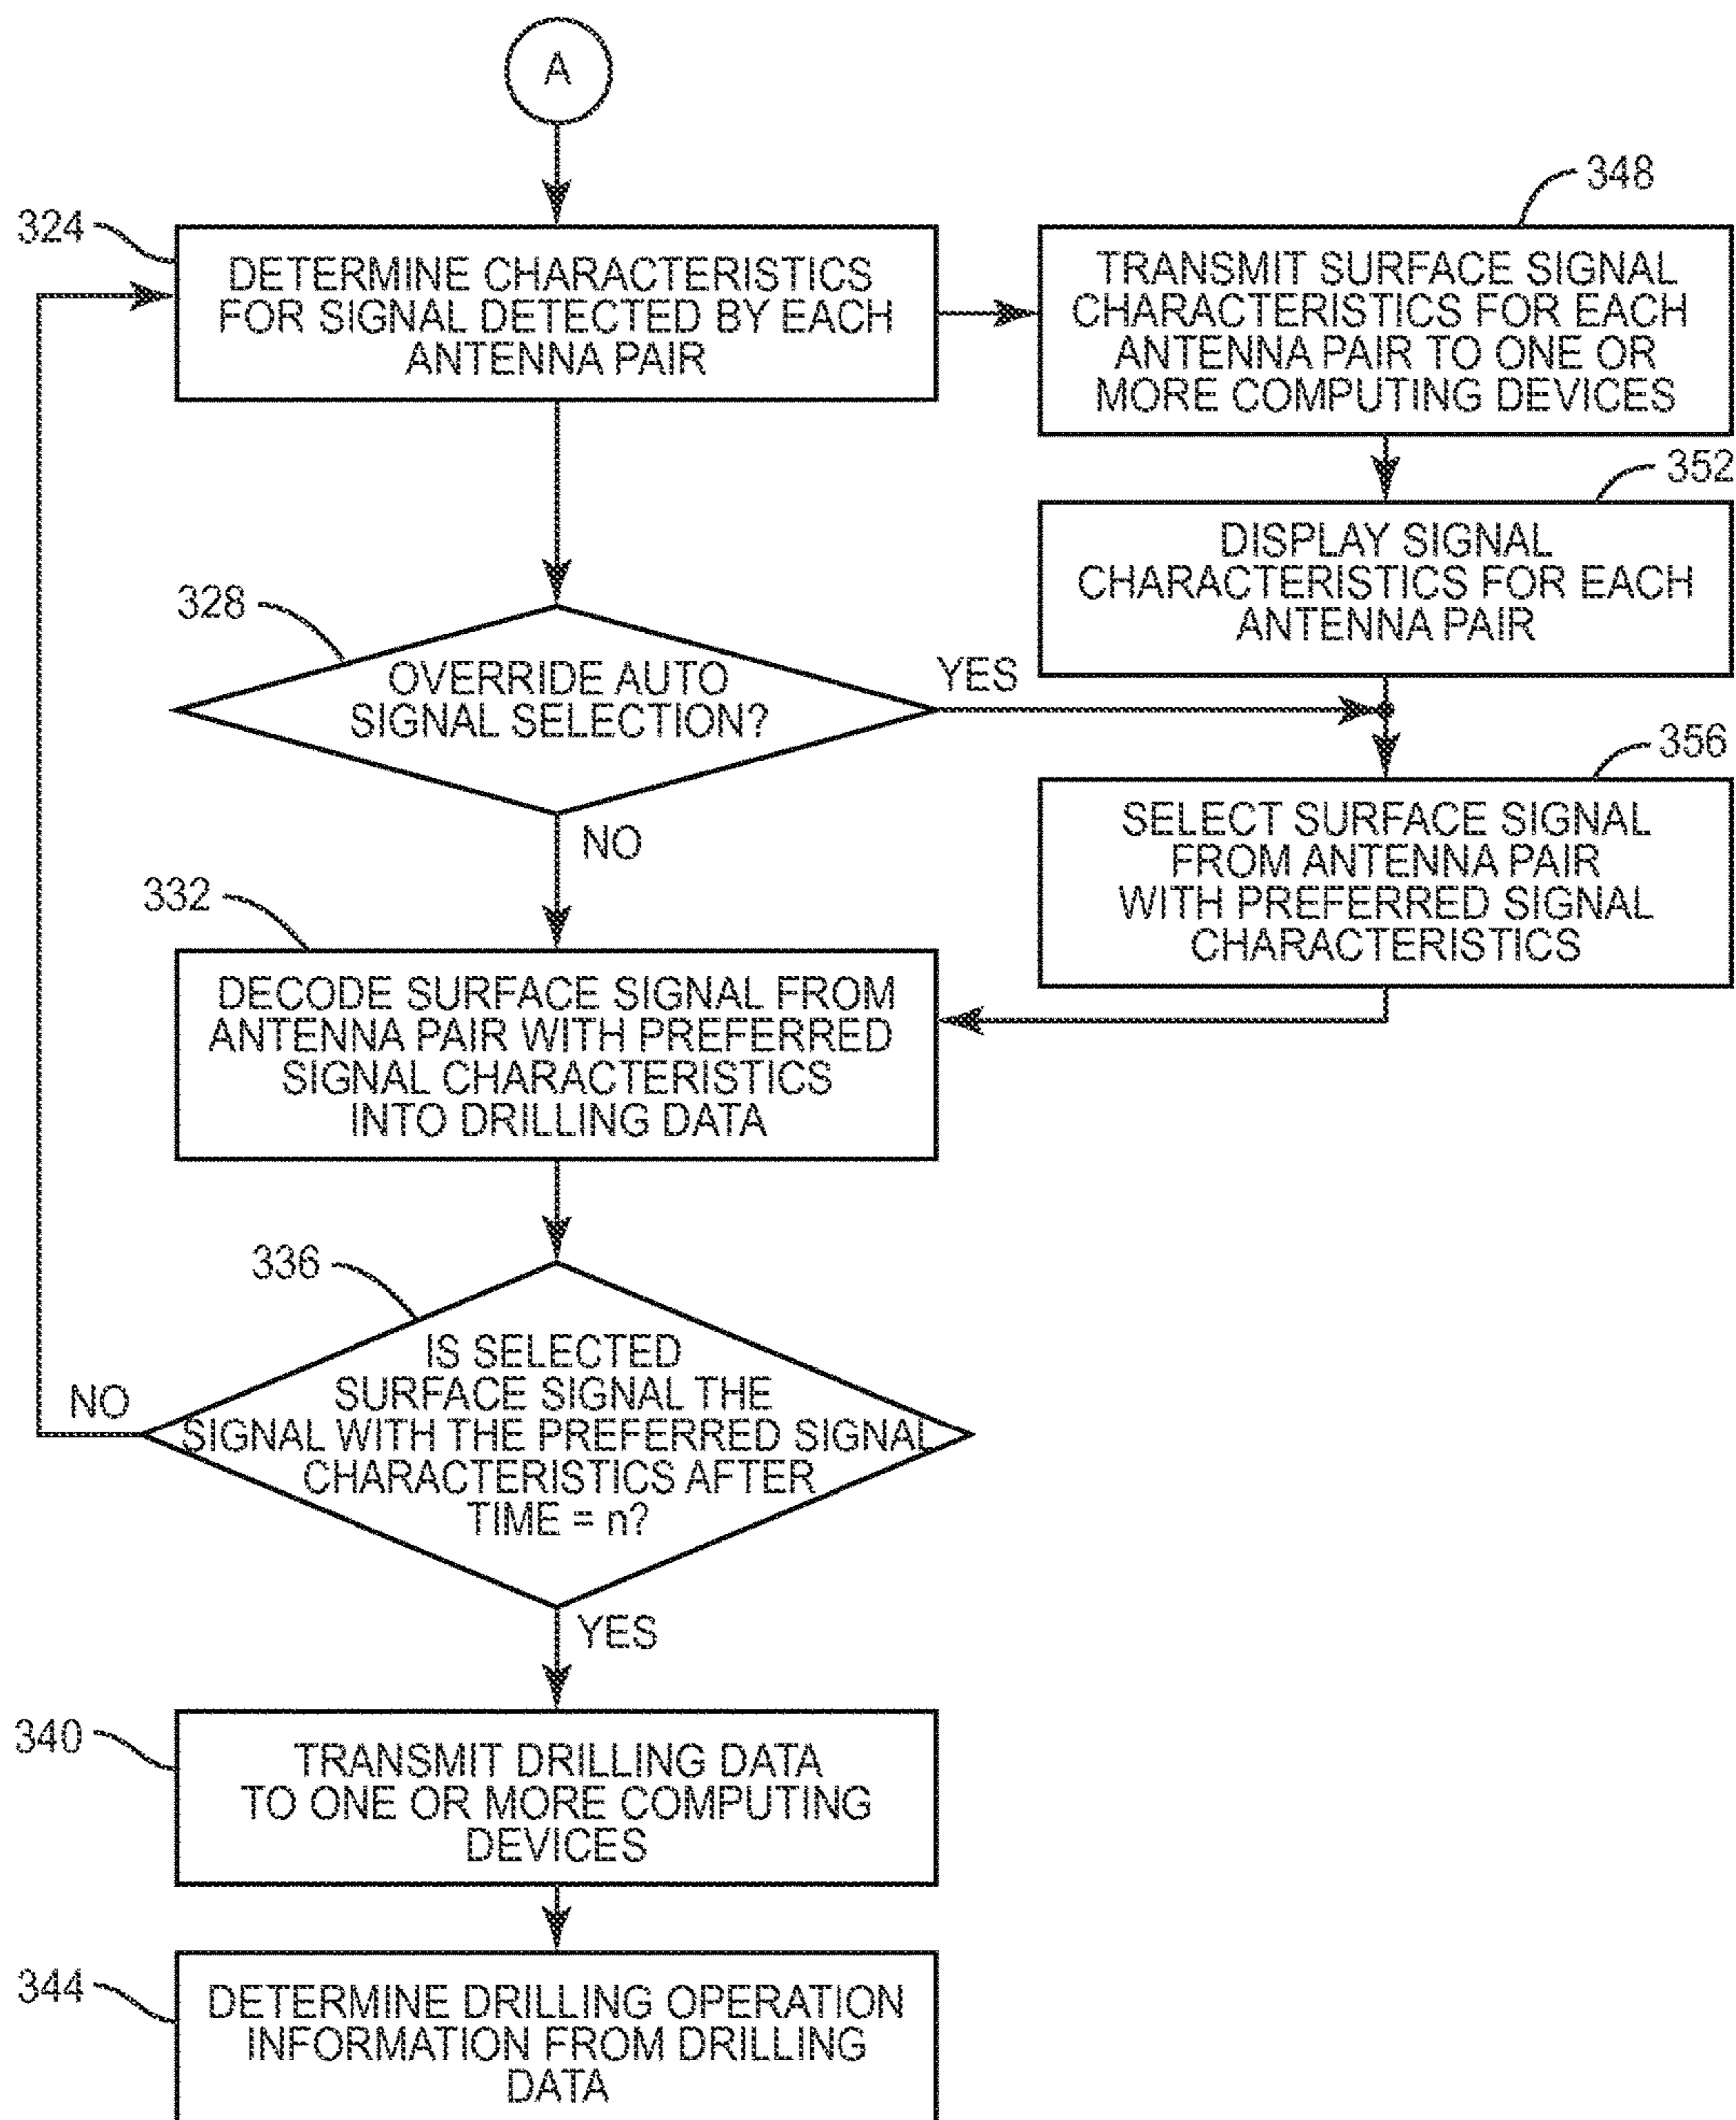 A
324
DETERMINE CHARACTERISTICS
FOR SIGNAL DETECTED BY EACH
ANTENNA PAIR
348
TRANSMIT SURFACE SIGNAL
CHARACTERISTICS FOR EACH
ANTENNA PAIR TO ONE OR
MORE COMPUTING DEVICES
352
DISPLAY SIGNAL
CHARACTERISTICS FOR EACH
ANTENNA PAIR
328
OVERRIDE AUTO
SIGNAL SELECTION?
YES
NO
356
SELECT SURFACE SIGNAL
FROM ANTENNA PAIR
WITH PREFERRED SIGNAL
CHARACTERISTICS
332
DECODE SURFACE SIGNAL FROM
ANTENNA PAIR WITH PREFERRED
SIGNAL CHARACTERISTICS
INTO DRILLING DATA
336
IS SELECTED
SURFACE SIGNAL THE
SIGNAL WITH THE PREFERRED SIGNAL
CHARACTERISTICS AFTER
TIME = n?
NO
YES
340
TRANSMIT DRILLING DATA
TO ONE OR MORE COMPUTING
DEVICES
344
DETERMINE DRILLING OPERATION
INFORMATION FROM DRILLING
DATA